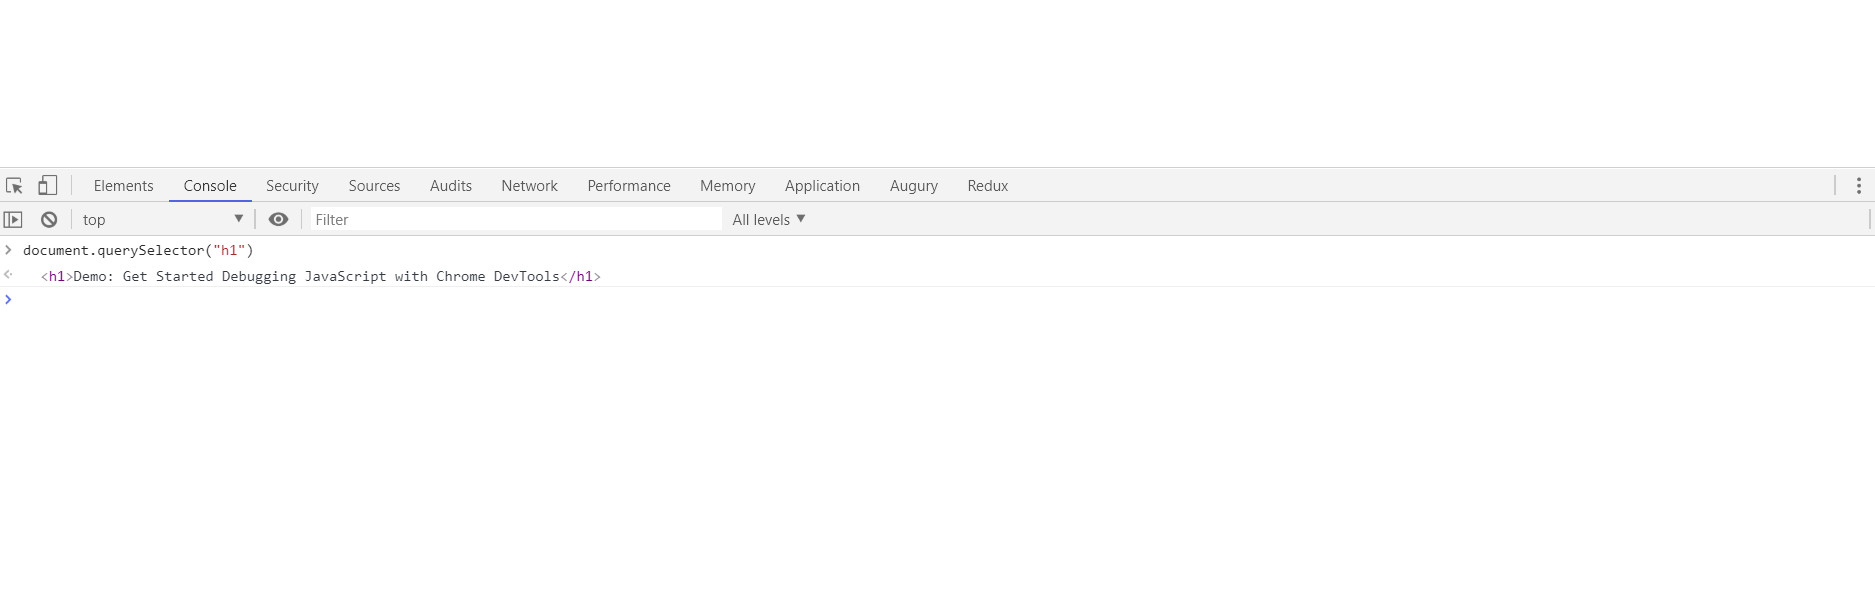 Elements Console Security Sources Audits Network Performance Memory Application Augury Redux
top Filter All levels
document.querySelector("h1")
<h1>Demo: Get Started Debugging JavaScript with Chrome DevTools</h1>